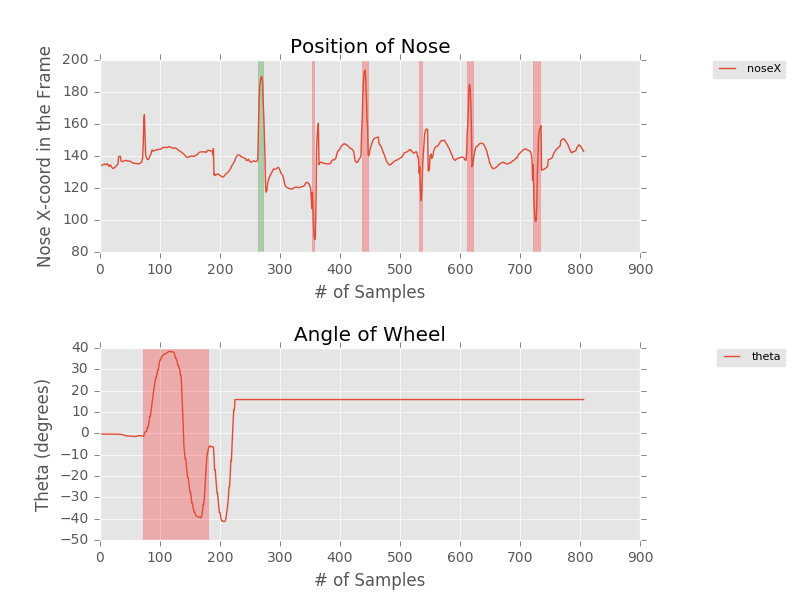 Position of Nose
Nose X-coord in the Frame
200
180
160
140
120
100
80
0 100 200 300 400 500 600 700 800 900
# of Samples
noseX
Angle of Wheel
Theta (degrees)
40
30
20
10
0
−10
−20
−30
−40
−50
0 100 200 300 400 500 600 700 800 900
# of Samples
theta